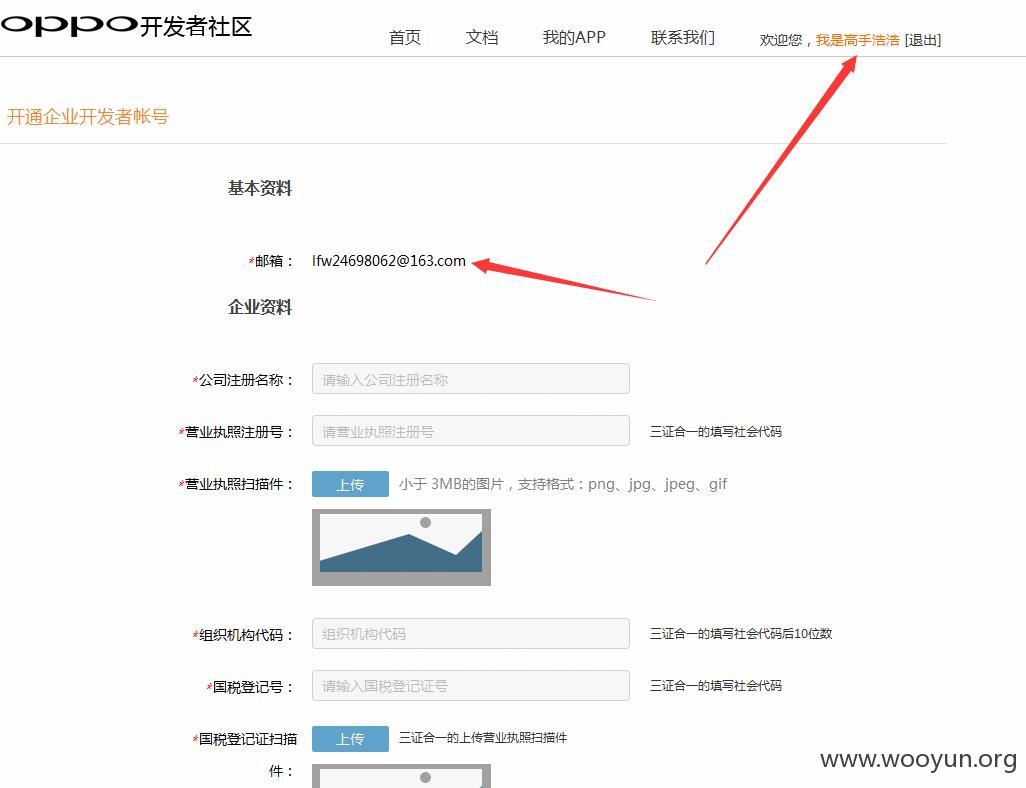 oppo开发者社区
首页 文档 我的APP 联系我们 欢迎您，我是高手浩浩 [退出]
开通企业开发者帐号
基本资料
*邮箱： lfw24698062@163.com
企业资料
*公司注册名称： 请输入公司注册名称
*营业执照注册号： 请营业执照注册号 三证合一的填写社会代码
*营业执照扫描件： 上传 小于 3MB的图片，支持格式：png、jpg、jpeg、gif
*组织机构代码： 组织机构代码 三证合一的填写社会代码后10位数
*国税登记号： 请输入国税登记证号 三证合一的填写社会代码
*国税登记证扫描 上传 三证合一的上传营业执照扫描件
件：
www.wooyun.org